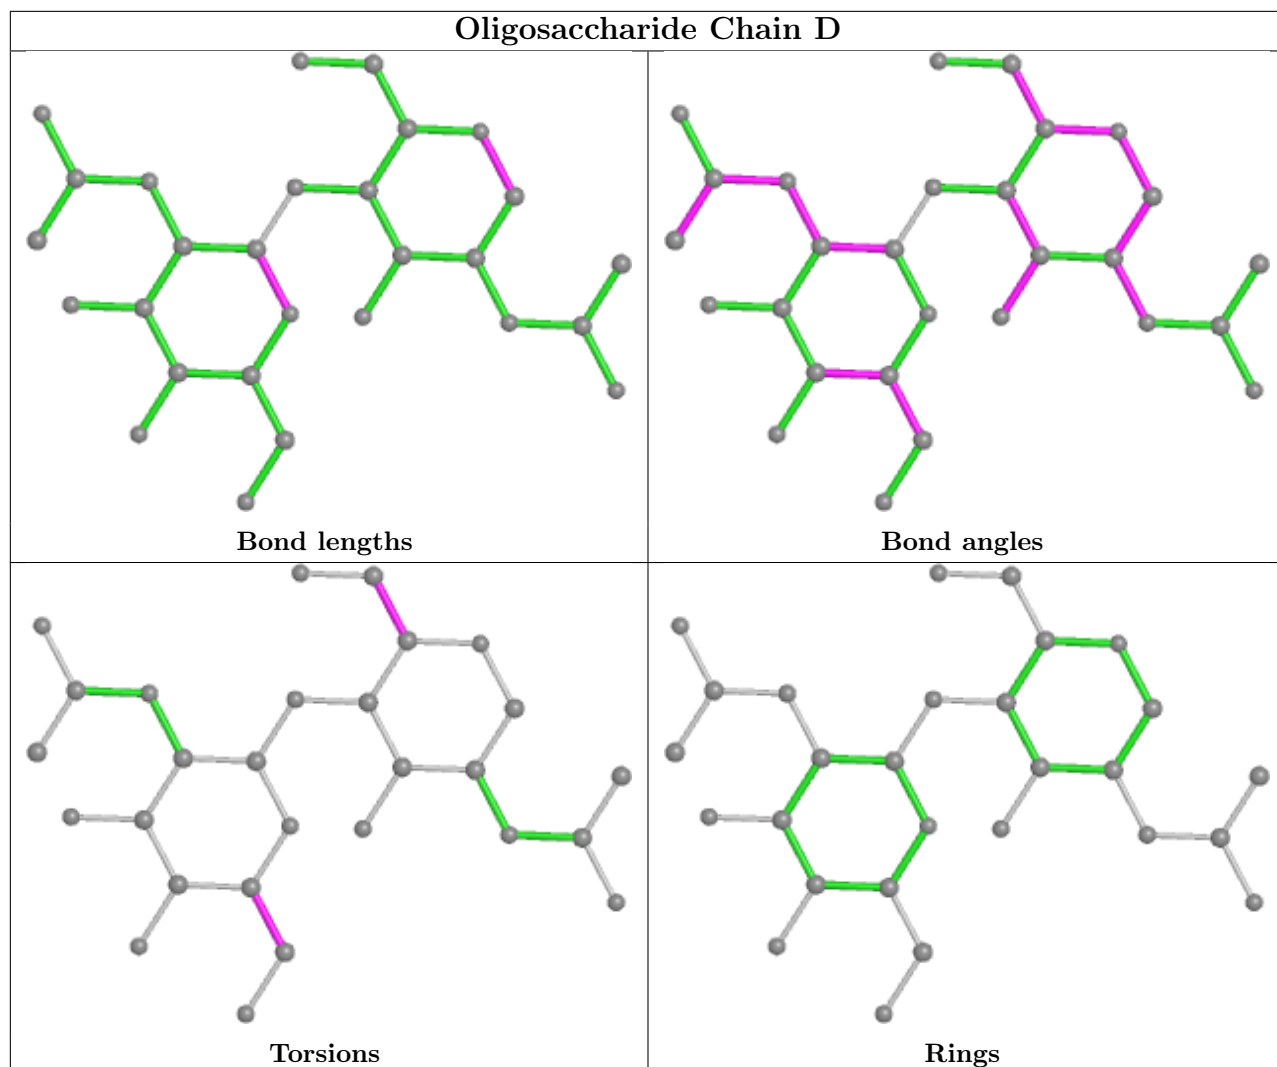 Oligosaccharide Chain D
Bond lengths
Bond angles
Torsions
Rings